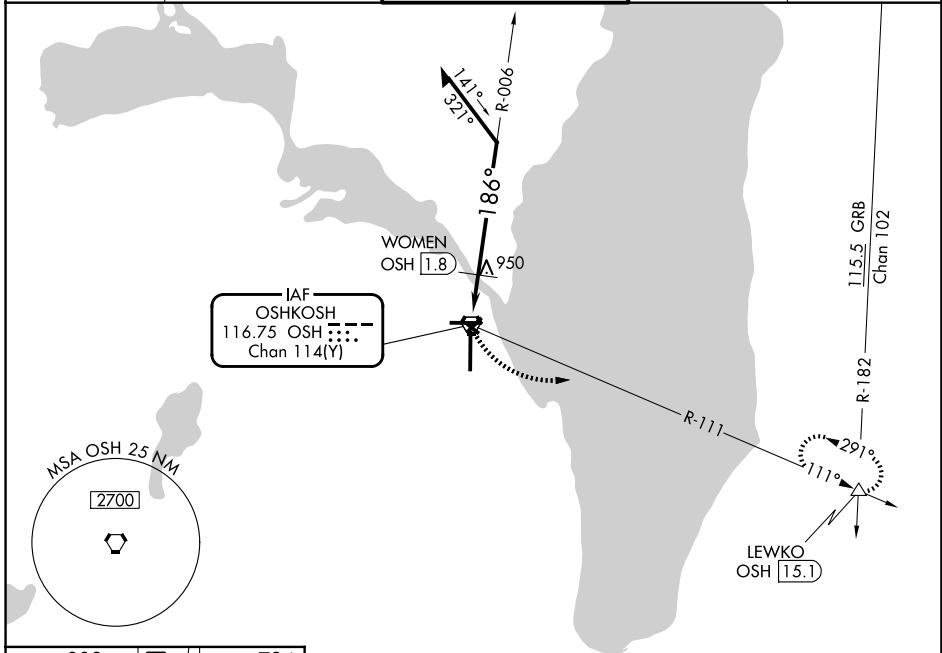 141°
321°
R-006
186°
WOMEN
OSH 1.8
950
IAF
OSHKOSH
116.75 OSH
Chan 114(Y)
115.5 GRB
Chan 102
R-182
R-111
291°
111°
LEWKO
OSH 15.1
MSA OSH 25 NM
2700